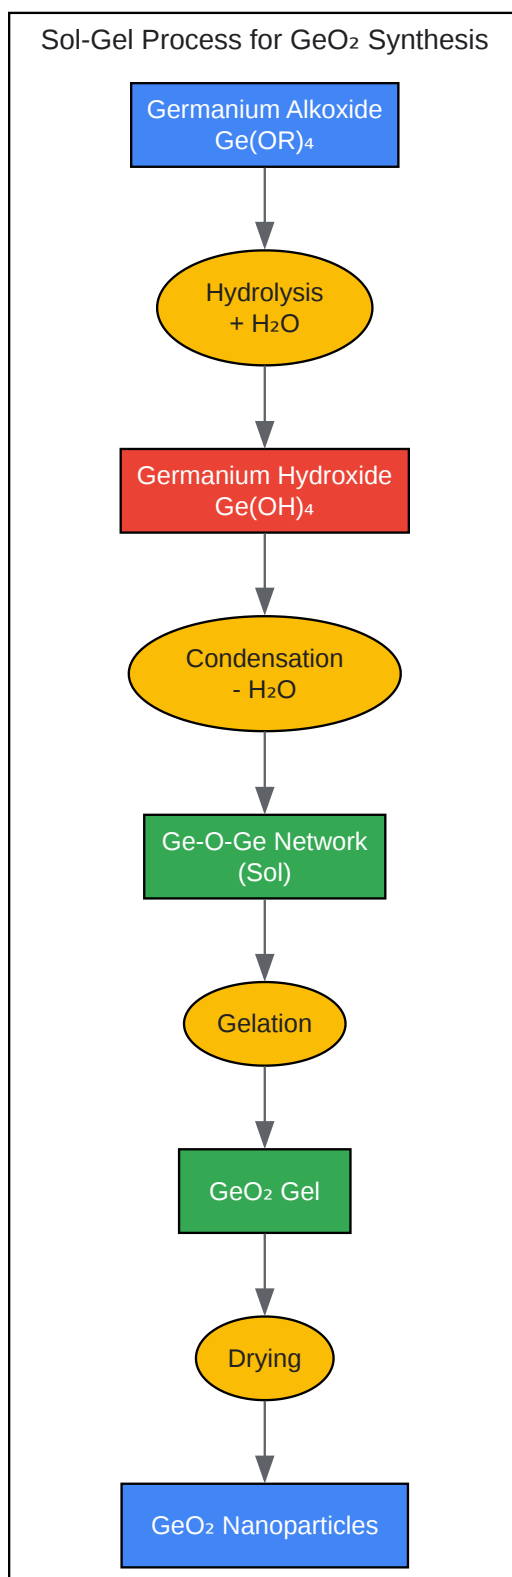 Sol-Gel Process for GeO₂ Synthesis
Germanium Alkoxide
Ge(OR)₄
Hydrolysis
+ H₂O
Germanium Hydroxide
Ge(OH)₄
Condensation
- H₂O
Ge-O-Ge Network
(Sol)
Gelation
GeO₂ Gel
Drying
GeO₂ Nanoparticles